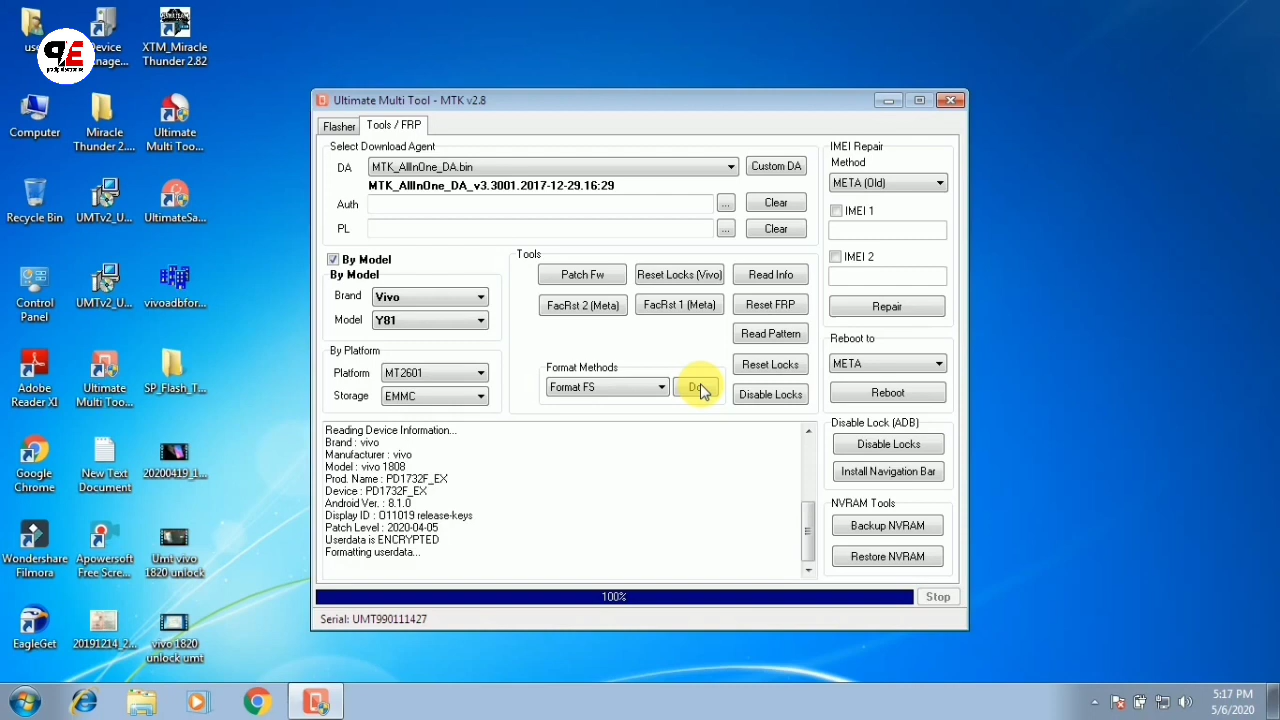 Device Manage...
XTM_Miracle Thunder 2.82
Computer
Miracle Thunder 2....
Ultimate Multi Too...
Recycle Bin
UMTv2_U...
UltimateSa...
Control Panel
UMTv2_U...
vivoadbfor...
Adobe Reader XI
Ultimate Multi Too...
SP_Flash_T...
Google Chrome
New Text Document
20200419_1...
Wondershare Filmora
Apowersoft Free Scre...
Umt vivo 1820 unlock
EagleGet
20191214_2...
vivo 1820 unlock umt
Ultimate Multi Tool - MTK v2.8
Flasher
Tools / FRP
Select Download Agent
DA
MTK_AllInOne_DA.bin
Custom DA
MTK_AllInOne_DA_v3.3001.2017-12-29.16:29
Auth
...
Clear
PL
...
Clear
By Model
By Model
Brand
Vivo
Model
Y81
By Platform
Platform
MT2601
Storage
EMMC
Tools
Patch Fw
Reset Locks (Vivo)
Read Info
FacRst 2 (Meta)
FacRst 1 (Meta)
Reset FRP
Read Pattern
Format Methods
Format FS
Reset Locks
Disable Locks
IMEI Repair
Method
META (Old)
IMEI 1
IMEI 2
Repair
Reboot to
META
Reboot
Disable Lock (ADB)
Disable Locks
Install Navigation Bar
NVRAM Tools
Backup NVRAM
Restore NVRAM
Reading Device Information...
Brand : vivo
Manufacturer : vivo
Model : vivo 1808
Prod. Name : PD1732F_EX
Device : PD1732F_EX
Android Ver. : 8.1.0
Display ID : O11019 release-keys
Patch Level : 2020-04-05
Userdata is ENCRYPTED
Formatting userdata...
100%
Stop
Serial: UMT990111427
5:17 PM
5/6/2020